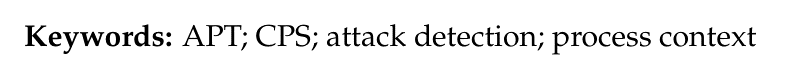 Keywords: APT; CPS; attack detection; process context